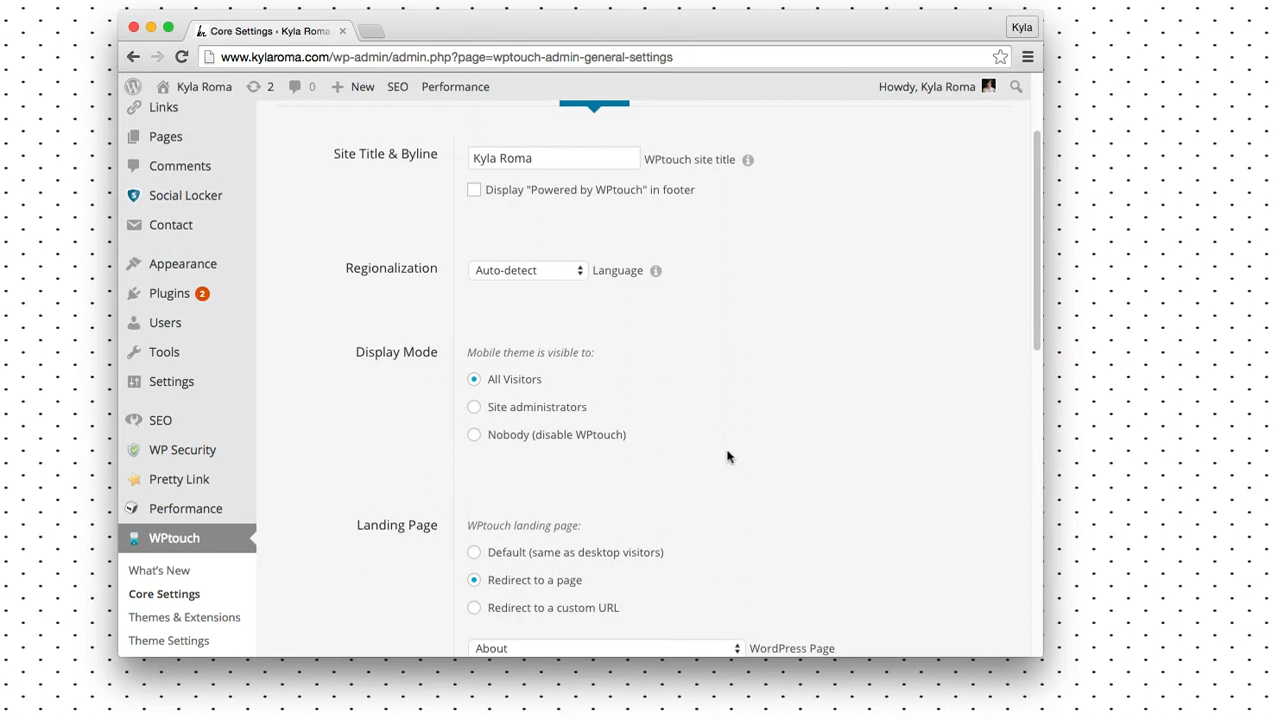 Core Settings ‹ Kyla Roma
Kyla
www.kylaroma.com/wp-admin/admin.php?page=wptouch-admin-general-settings
Kyla Roma 2 0 New SEO Performance Howdy, Kyla Roma
Links
Pages
Comments
Social Locker
Contact
Appearance
Plugins 2
Users
Tools
Settings
SEO
WP Security
Pretty Link
Performance
WPtouch
What's New
Core Settings
Themes & Extensions
Theme Settings
Site Title & Byline
Kyla Roma WPtouch site title
Display "Powered by WPtouch" in footer
Regionalization
Auto-detect Language
Display Mode
Mobile theme is visible to:
All Visitors
Site administrators
Nobody (disable WPtouch)
Landing Page
WPtouch landing page:
Default (same as desktop visitors)
Redirect to a page
Redirect to a custom URL
About WordPress Page